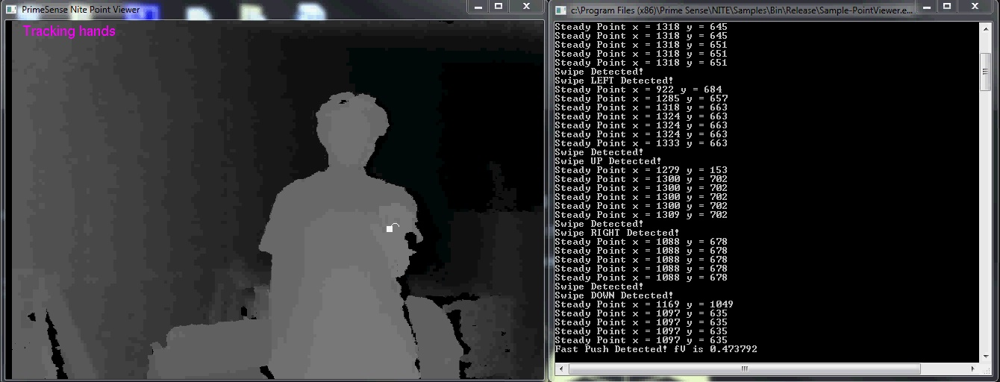 PrimeSense Nite Point Viewer
Tracking hands
c:\Program Files (x86)\Prime Sense\NITE\Samples\Bin\Release\Sample-PointViewer.e...
Steady Point x = 1318 y = 645
Steady Point x = 1318 y = 645
Steady Point x = 1318 y = 651
Steady Point x = 1318 y = 651
Steady Point x = 1318 y = 651
Swipe Detected!
Swipe LEFT Detected!
Steady Point x = 922 y = 684
Steady Point x = 1285 y = 657
Steady Point x = 1318 y = 663
Steady Point x = 1324 y = 663
Steady Point x = 1324 y = 663
Steady Point x = 1324 y = 663
Steady Point x = 1333 y = 663
Swipe Detected!
Swipe UP Detected!
Steady Point x = 1279 y = 153
Steady Point x = 1300 y = 702
Steady Point x = 1300 y = 702
Steady Point x = 1300 y = 702
Steady Point x = 1300 y = 702
Steady Point x = 1309 y = 702
Swipe Detected!
Swipe RIGHT Detected!
Steady Point x = 1088 y = 678
Steady Point x = 1088 y = 678
Steady Point x = 1088 y = 678
Steady Point x = 1088 y = 678
Steady Point x = 1088 y = 678
Swipe Detected!
Swipe DOWN Detected!
Steady Point x = 1169 y = 1049
Steady Point x = 1097 y = 635
Steady Point x = 1097 y = 635
Steady Point x = 1097 y = 635
Steady Point x = 1097 y = 635
Fast Push Detected! fV is 0.473792